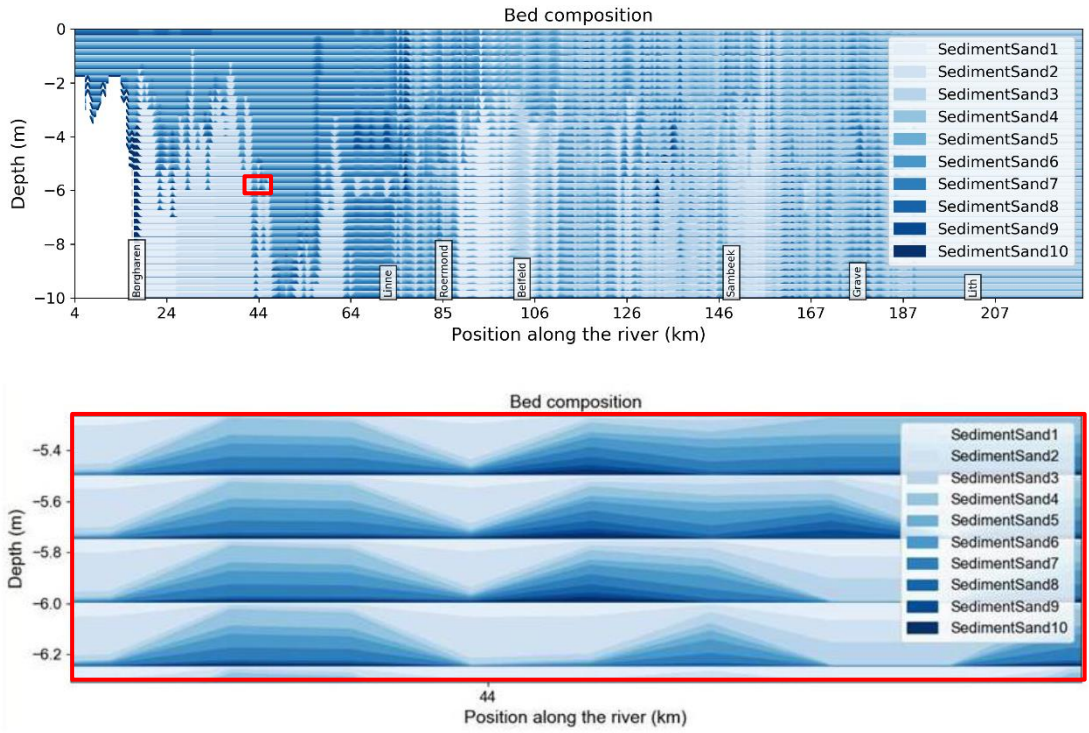 Bed composition
0
−2
−4
−6
−8
−10
Depth (m)
SedimentSand1
SedimentSand2
SedimentSand3
SedimentSand4
SedimentSand5
SedimentSand6
SedimentSand7
SedimentSand8
SedimentSand9
SedimentSand10
Borgharen
Linne
Roermond
Belfeld
Sambeek
Grave
Lith
4 24 44 64 85 106 126 146 167 187 207
Position along the river (km)
Bed composition
−5.4
−5.6
−5.8
−6.0
−6.2
Depth (m)
SedimentSand1
SedimentSand2
SedimentSand3
SedimentSand4
SedimentSand5
SedimentSand6
SedimentSand7
SedimentSand8
SedimentSand9
SedimentSand10
44
Position along the river (km)